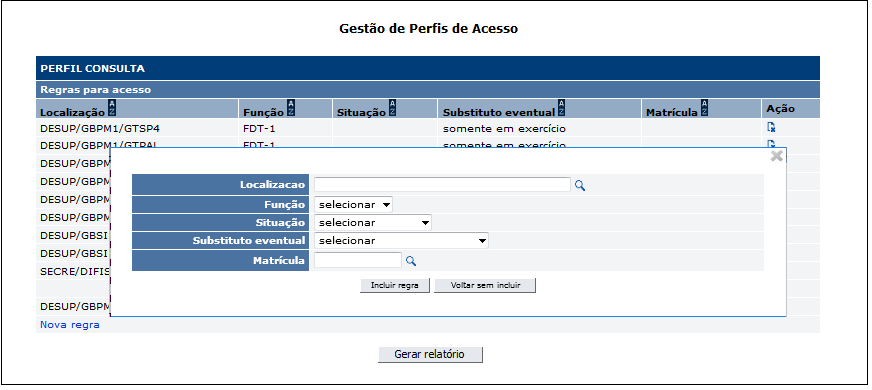 Gestão de Perfis de Acesso
PERFIL CONSULTA
Regras para acesso
Localização Função Situação Substituto eventual Matrícula Ação
DESUP/GBPM1/GTSP4 FDT-1 somente em exercício
DESUP/GBPM1/GTPAL FDT-1 somente em exercício
DESUP/GBPM
DESUP/GBPM
DESUP/GBPM
DESUP/GBPM
DESUP/GBSI
DESUP/GBSI
SECRE/DIFIS
DESUP/GBPM
Nova regra
Localizacao
Função selecionar
Situação selecionar
Substituto eventual selecionar
Matrícula
Incluir regra Voltar sem incluir
Gerar relatório